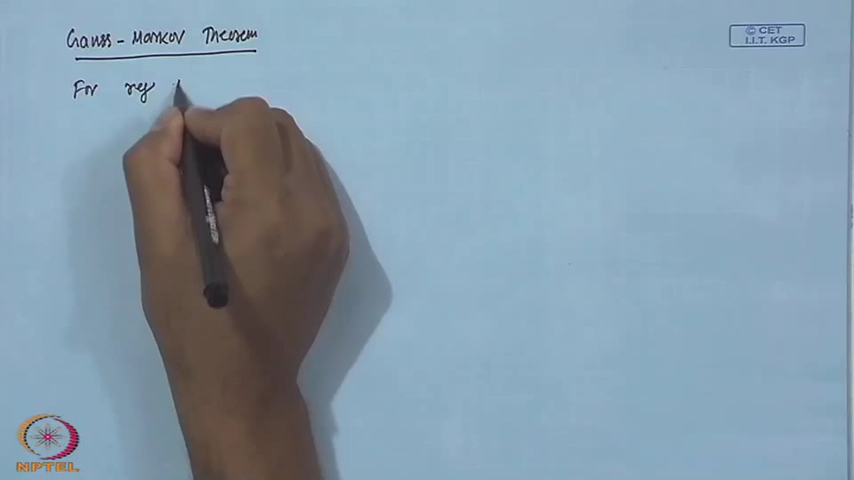 Gauss-Markov Theorem
© CET
I.I.T. KGP
For reg
NPTEL